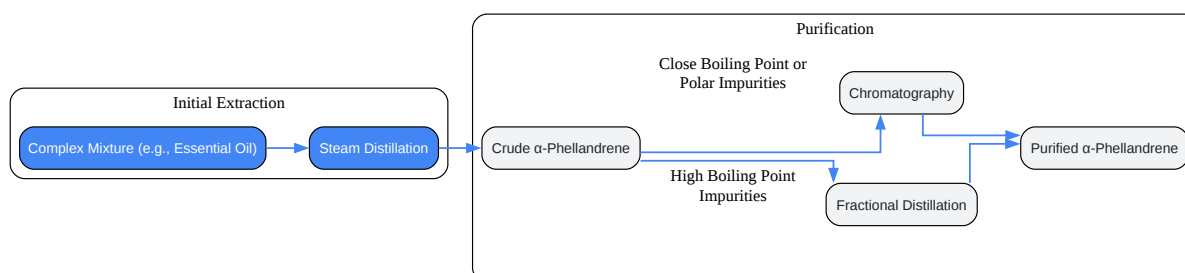 Purification
Close Boiling Point or
Polar Impurities
Chromatography
Initial Extraction
Complex Mixture (e.g., Essential Oil)
Steam Distillation
Crude α-Phellandrene
Purified α-Phellandrene
High Boiling Point
Impurities
Fractional Distillation